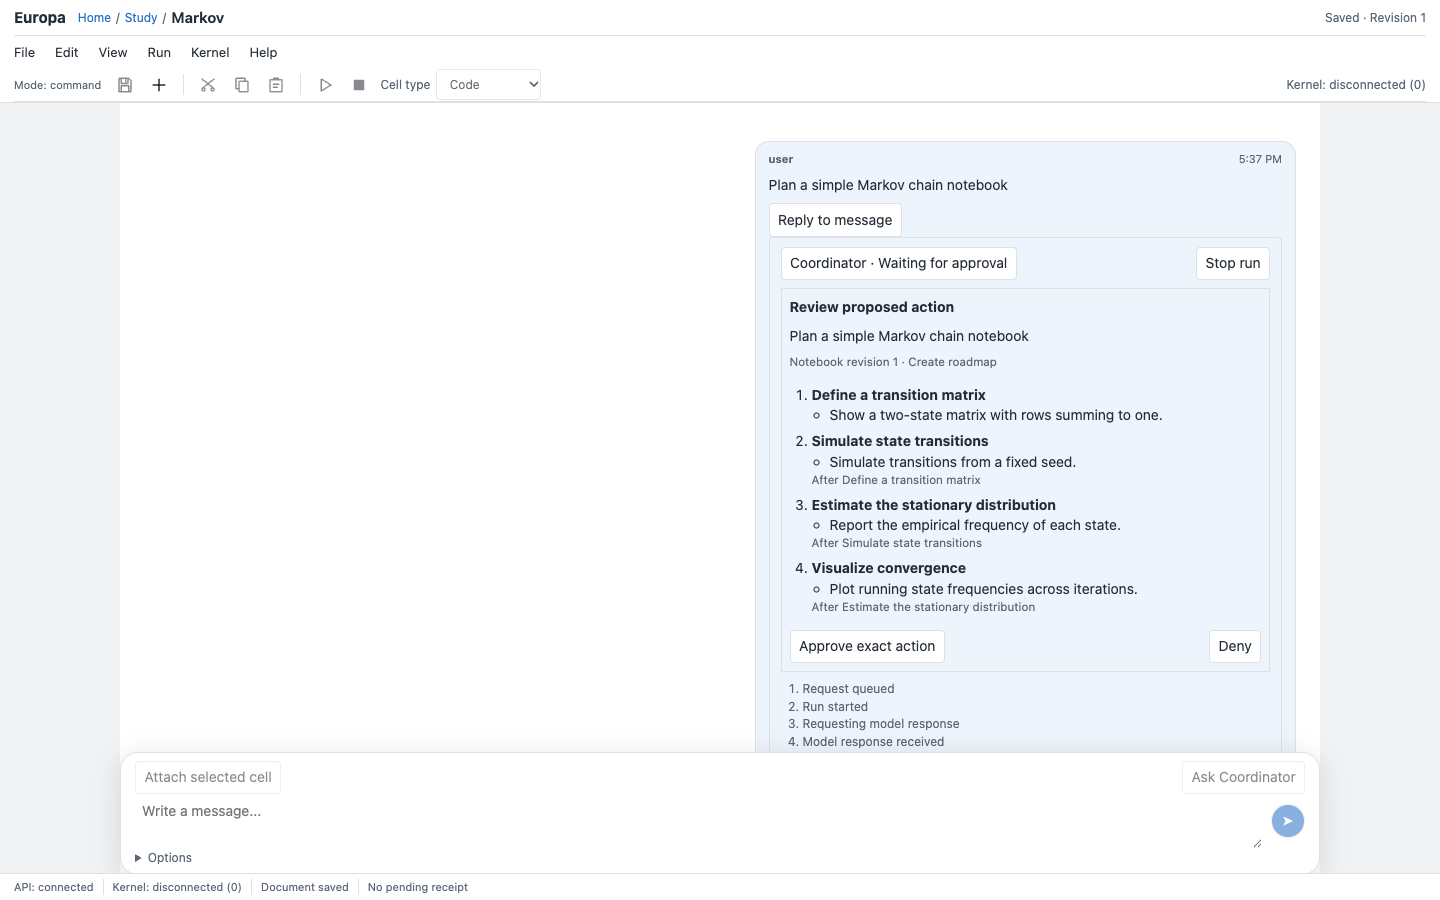 Europa Home / Study / Markov Saved · Revision 1
File Edit View Run Kernel Help
Mode: command Cell type Code Kernel: disconnected (0)
user 5:37 PM
Plan a simple Markov chain notebook
Reply to message
Coordinator · Waiting for approval Stop run
Review proposed action
Plan a simple Markov chain notebook
Notebook revision 1 · Create roadmap
1. Define a transition matrix
Show a two-state matrix with rows summing to one.
2. Simulate state transitions
Simulate transitions from a fixed seed.
After Define a transition matrix
3. Estimate the stationary distribution
Report the empirical frequency of each state.
After Simulate state transitions
4. Visualize convergence
Plot running state frequencies across iterations.
After Estimate the stationary distribution
Approve exact action Deny
1. Request queued
2. Run started
3. Requesting model response
4. Model response received
Attach selected cell Ask Coordinator
Write a message...
Options
API: connected Kernel: disconnected (0) Document saved No pending receipt